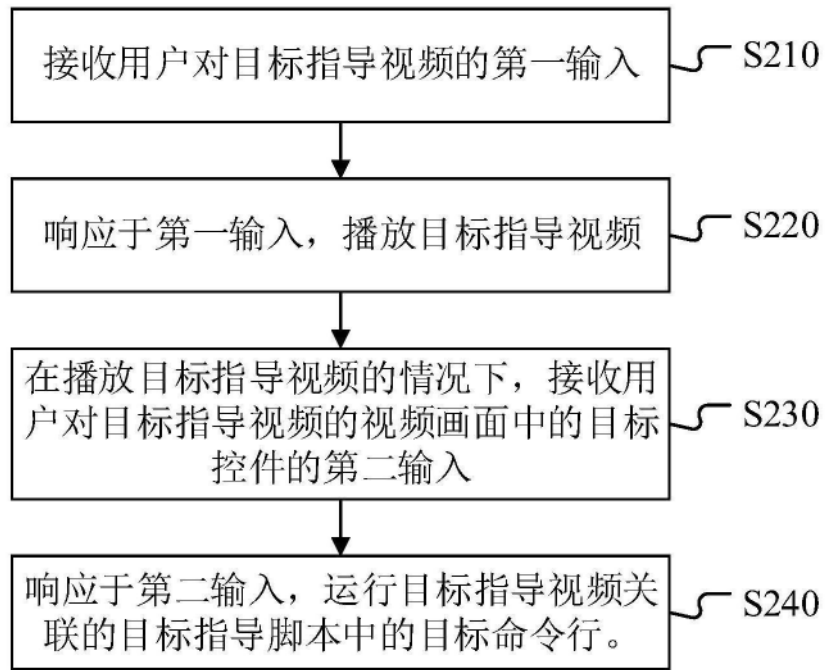 接收用户对目标指导视频的第一输入
S210
响应于第一输入，播放目标指导视频
S220
在播放目标指导视频的情况下，接收用
户对目标指导视频的视频画面中的目标
控件的第二输入
S230
响应于第二输入，运行目标指导视频关
联的目标指导脚本中的目标命令行。
S240